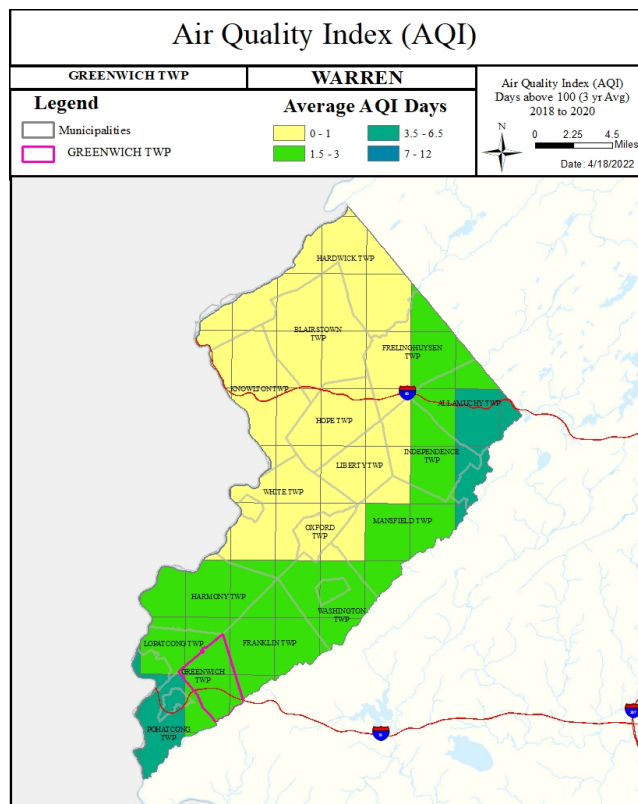 Air Quality Index (AQI)
GREENWICH TWP
WARREN
Legend
Municipalities
GREENWICH TWP
Average AQI Days
0 - 1
1.5 - 3
3.5 - 6.5
7 - 12
Air Quality Index (AQI)
Days above 100 (3 yr Avg)
2018 to 2020
N
0 2.25 4.5
Miles
Date: 4/18/2022
HARDWICK TWP
BLAIRSTOWN
TWP
FRELINGHUYSEN
TWP
KNOWLTON TWP
ALLAMUCHY TWP
HOPE TWP
INDEPENDENCE
TWP
LIBERTY TWP
WHITE TWP
MANSFIELD TWP
OXFORD
TWP
HARMONY TWP
WASHINGTON
TWP
LOPATCONG TWP
FRANKLIN TWP
GREENWICH
TWP
POHATCONG
TWP